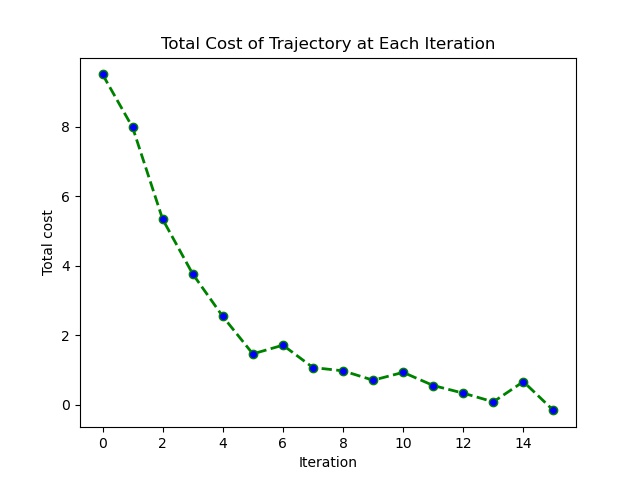 Total Cost of Trajectory at Each Iteration
8
6
4
2
0
Total cost
0 2 4 6 8 10 12 14
Iteration